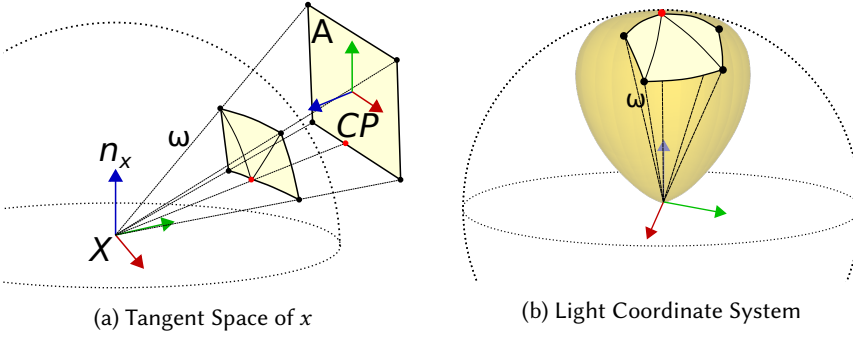 A
ω
CP
n_x
X
ω
(a) Tangent Space of x
(b) Light Coordinate System